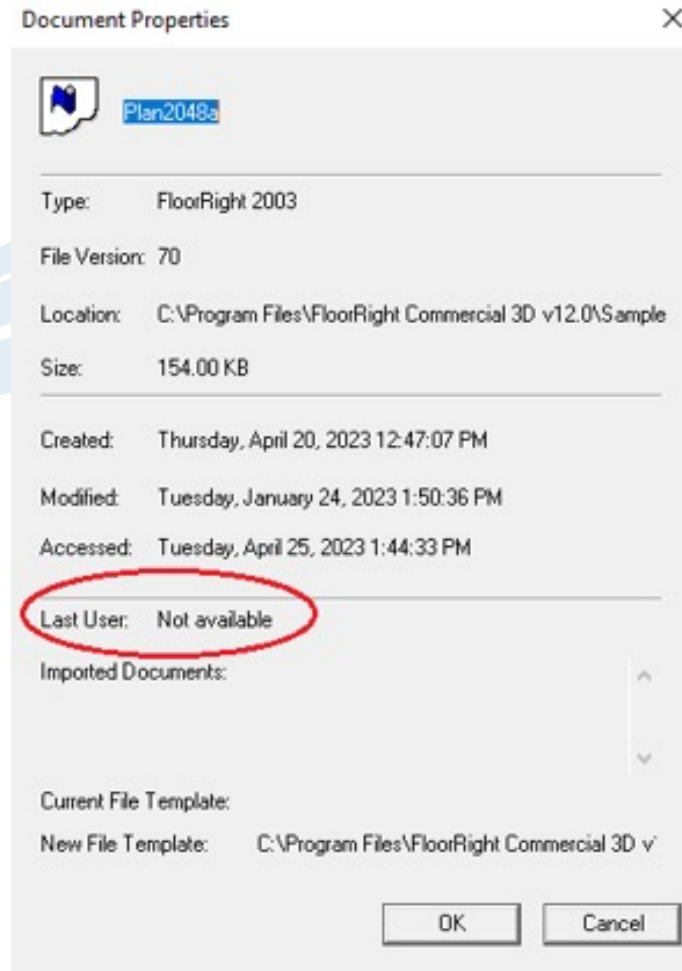 Document Properties
Plan2048a
Type: FloorRight 2003
File Version: 70
Location: C:\Program Files\FloorRight Commercial 3D v12.0\Sample
Size: 154.00 KB
Created: Thursday, April 20, 2023 12:47:07 PM
Modified: Tuesday, January 24, 2023 1:50:36 PM
Accessed: Tuesday, April 25, 2023 1:44:33 PM
Last User: Not available
Imported Documents:
Current File Template:
New File Template: C:\Program Files\FloorRight Commercial 3D v
OK Cancel